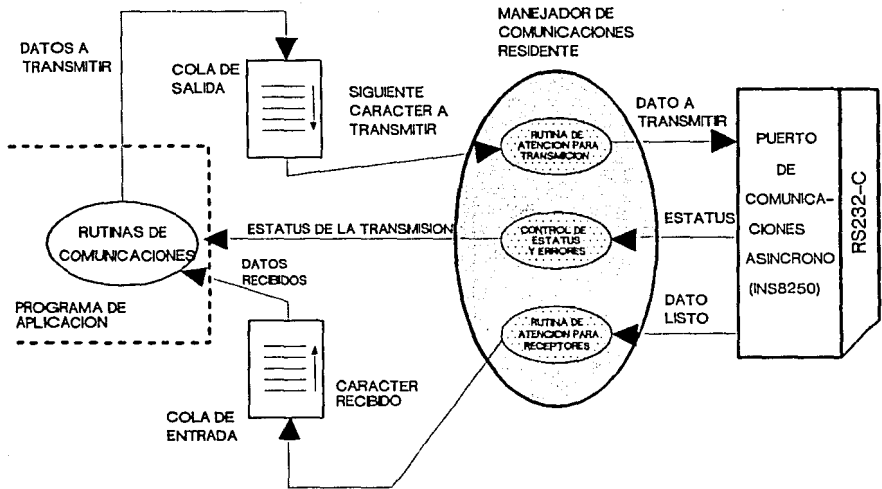 MANEJADOR DE
COMUNICACIONES
RESIDENTE
DATOS A
TRANSMITIR
COLA DE
SALIDA
SIGUIENTE
CARACTER A
TRANSMITIR
DATO A
TRANSMITIR
RUTINA DE
ATENCION PARA
TRANSMICION
PUERTO
DE
COMUNICA-
CIONES
ASINCRONO
(INS8250)
RS232-C
RUTINAS DE
COMUNICACIONES
ESTATUS DE LA TRANSMISION
CONTROL DE
ESTATUS
Y ERRORES
ESTATUS
DATOS
RECIBIDOS
PROGRAMA DE
APLICACION
DATO
LISTO
RUTINA DE
ATENCION PARA
RECEPTORES
CARACTER
RECIBIDO
COLA DE
ENTRADA